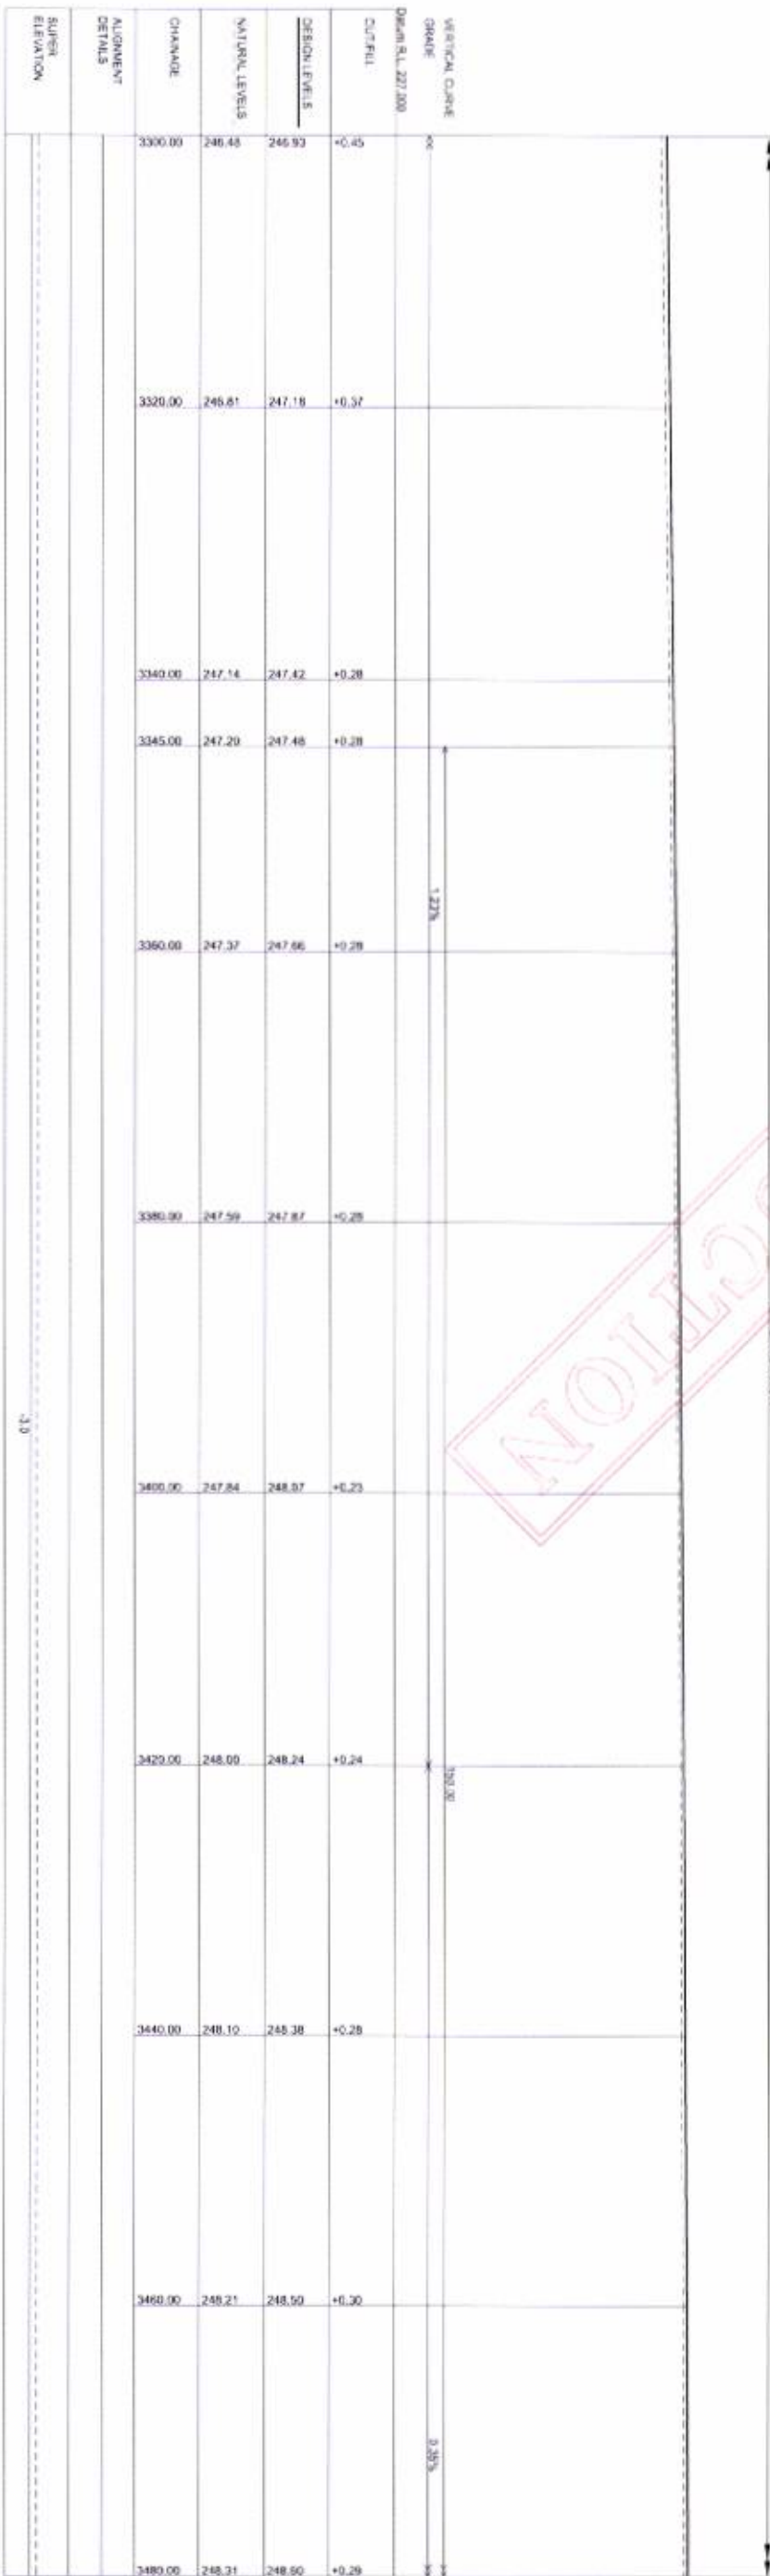 VERTICAL CURVE
GRADE
Datum R.L. 227.000
CUT/FILL
DESIGN LEVELS
NATURAL LEVELS
CHAINAGE
ALIGNMENT
DETAILS
SUPER
ELEVATION
3300.00 246.48 246.93 +0.45
3320.00 246.81 247.18 +0.37
3340.00 247.14 247.42 +0.28
3345.00 247.20 247.48 +0.28
1.22%
3360.00 247.37 247.66 +0.28
3380.00 247.59 247.87 +0.28
CTION
-3.0
3400.00 247.84 248.07 +0.23
3420.00 248.00 248.24 +0.24
150.00
3440.00 248.10 248.38 +0.28
3460.00 248.21 248.50 +0.30
3480.00 248.31 248.60 +0.29